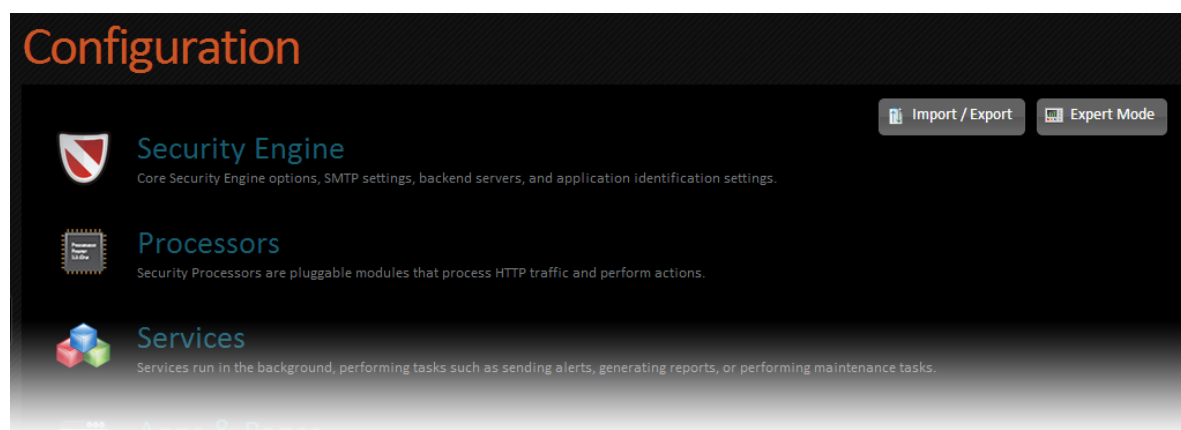 Configuration
Import / Export
Expert Mode
Security Engine
Core Security Engine options, SMTP settings, backend servers, and application identification settings.
Processors
Security Processors are pluggable modules that process HTTP traffic and perform actions.
Services
Services run in the background, performing tasks such as sending alerts, generating reports, or performing maintenance tasks.